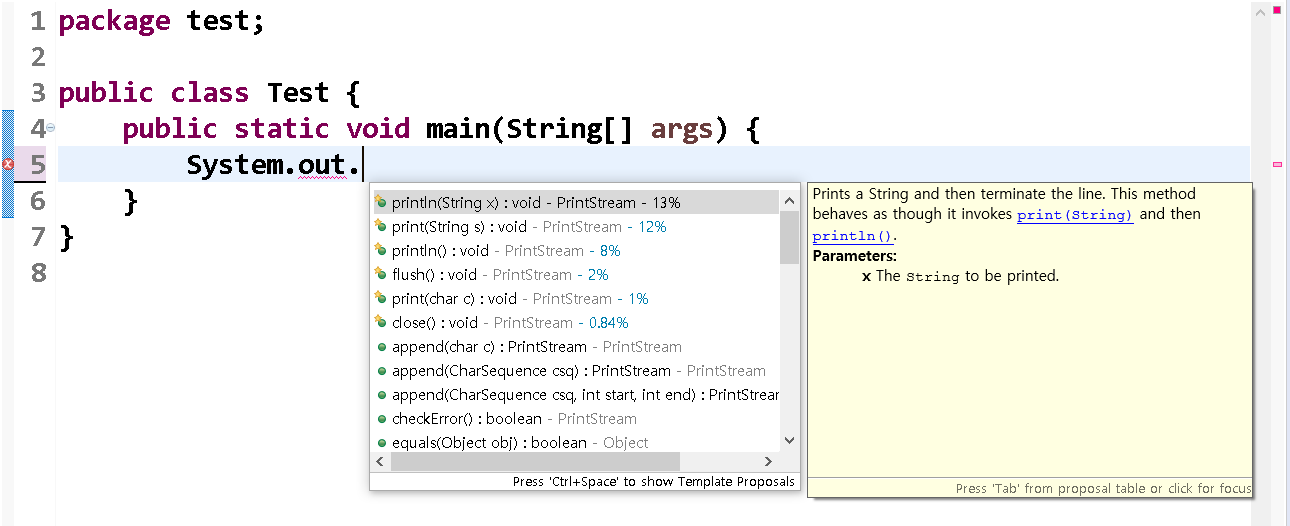 1 package test;
2
3 public class Test {
4 public static void main(String[] args) {
5 System.out.
6 }
7 }
8
println(String x) : void - PrintStream - 13%
print(String s) : void - PrintStream - 12%
println() : void - PrintStream - 8%
flush() : void - PrintStream - 2%
print(char c) : void - PrintStream - 1%
close() : void - PrintStream - 0.84%
append(char c) : PrintStream - PrintStream
append(CharSequence csq) : PrintStream - PrintStream
append(CharSequence csq, int start, int end) : PrintStrear
checkError() : boolean - PrintStream
equals(Object obj) : boolean - Object
Press 'Ctrl+Space' to show Template Proposals
Prints a String and then terminate the line. This method
behaves as though it invokes print(String) and then
println().
Parameters:
x The String to be printed.
Press 'Tab' from proposal table or click for focus